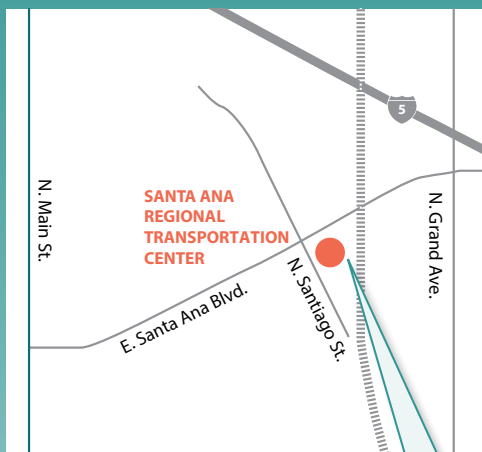 5
N. Main St.
SANTA ANA
REGIONAL
TRANSPORTATION
CENTER
N. Grand Ave.
E. Santa Ana Blvd.
N. Santiago St.